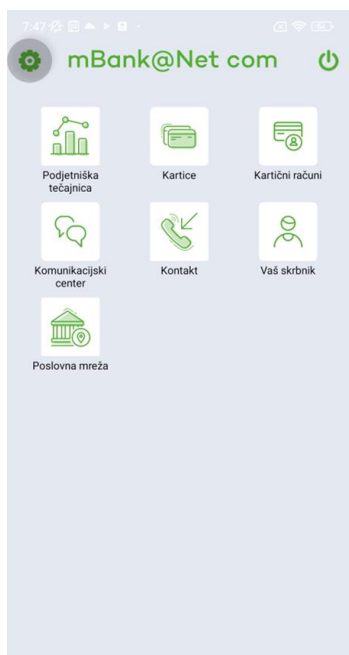 7:47
mBank@Net com
Podjetniška
tečajnica
Kartice
Kartični računi
Komunikacijski
center
Kontakt
Vaš skrbnik
Poslovna mreža